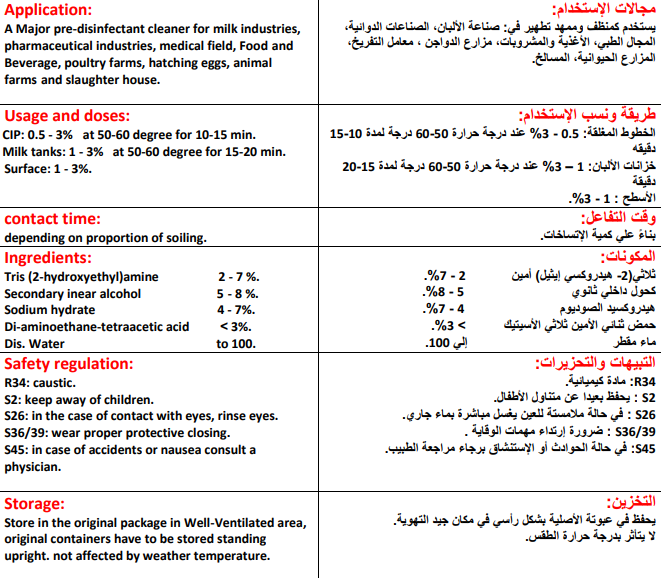 Application:
A Major pre-disinfectant cleaner for milk industries,
pharmaceutical industries, medical field, Food and
Beverage, poultry farms, hatching eggs, animal
farms and slaughter house.
مجالات الإستخدام:
يستخدم كمنظف وممهد تطهير في: صناعة الألبان، الصناعات الدوائية،
المجال الطبي، الأغذية والمشروبات، مزارع الدواجن ، معامل التفريخ،
المزارع الحيوانية، المسالخ.
Usage and doses:
CIP: 0.5 - 3% at 50-60 degree for 10-15 min.
Milk tanks: 1 - 3% at 50-60 degree for 15-20 min.
Surface: 1 - 3%.
طريقة ونسب الإستخدام:
الخطوط المغلقة: 0.5 - 3% عند درجة حرارة 50-60 درجة لمدة 10-15
دقيقه
خزانات الألبان: 1 – 3% عند درجة حرارة 50-60 درجة لمدة 15-20
دقيقة
الأسطح : 1 - 3%.
contact time:
depending on proportion of soiling.
وقت التفاعل:
بناءً علي كمية الإتساخات.
Ingredients:
Tris (2-hydroxyethyl)amine 2 - 7 %.
Secondary inear alcohol 5 - 8 %.
Sodium hydrate 4 - 7%.
Di-aminoethane-tetraacetic acid < 3%.
Dis. Water to 100.
المكونات:
ثلاثي(2- هيدروكسي إيثيل) أمين 2 - 7%.
كحول داخلي ثانوي 5 - 8%.
هيدروكسيد الصوديوم 4 - 7%.
حمض ثنائي الأمين ثلاثي الأسيتيك > 3%.
ماء مقطر إلي 100.
Safety regulation:
R34: caustic.
S2: keep away of children.
S26: in the case of contact with eyes, rinse eyes.
S36/39: wear proper protective closing.
S45: in case of accidents or nausea consult a
physician.
التبيهات والتحزيرات:
R34: مادة كيميائية.
S2 : يحفظ بعيدا عن متناول الأطفال.
S26 : في حالة ملامستة للعين يغسل مباشرة بماء جاري.
S36/39 : ضرورة إرتداء مهمات الوقاية .
S45: في حالة الحوادث أو الإستنشاق برجاء مراجعة الطبيب.
Storage:
Store in the original package in Well-Ventilated area,
original containers have to be stored standing
upright. not affected by weather temperature.
التخزين:
يحفظ في عبوتة الأصلية بشكل رأسي في مكان جيد التهوية.
لا يتأثر بدرجة حرارة الطقس.